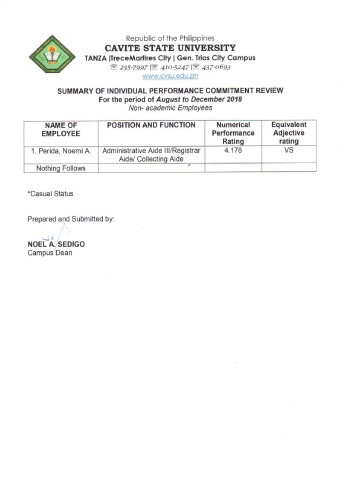 Republic of the Philippines
CAVITE STATE UNIVERSITY
TANZA |TreceMartires City | Gen. Trias City Campus
☏ 235-7997 |☏ 410-5247 |☏ 437-0693
www.cvsu.edu.ph
SUMMARY OF INDIVIDUAL PERFORMANCE COMMITMENT REVIEW
For the period of August to December 2018
Non- academic Employees
NAME OF EMPLOYEE POSITION AND FUNCTION Numerical Performance Rating Equivalent Adjective rating
1. Perida, Noemi A. Administrative Aide III/Registrar Aide/ Collecting Aide 4.178 VS
Nothing Follows
*Casual Status
Prepared and Submitted by:
NOEL A. SEDIGO
Campus Dean